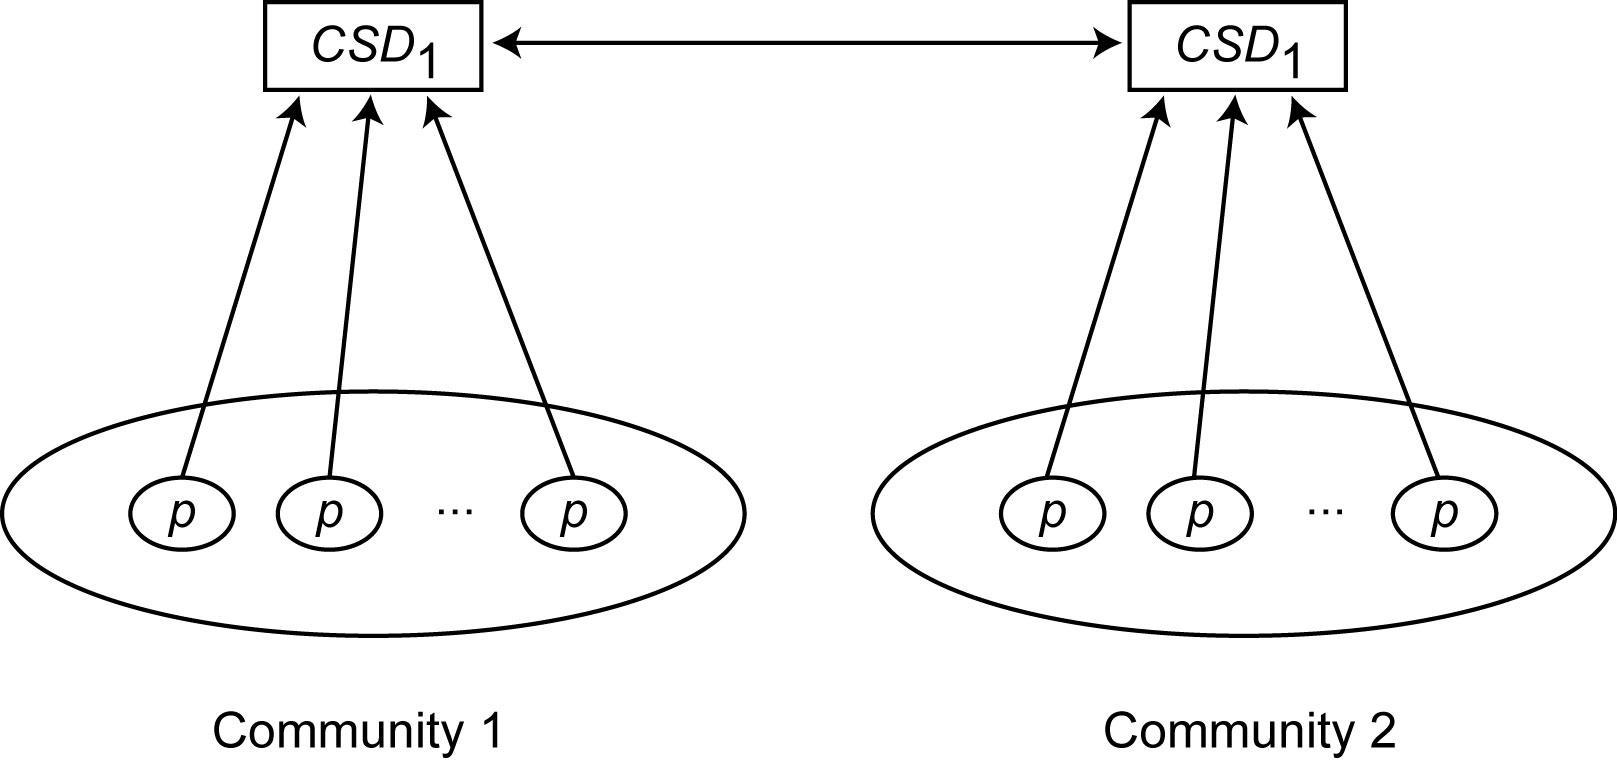 CSD1 CSD1
p p ... p p p ... p
Community 1 Community 2